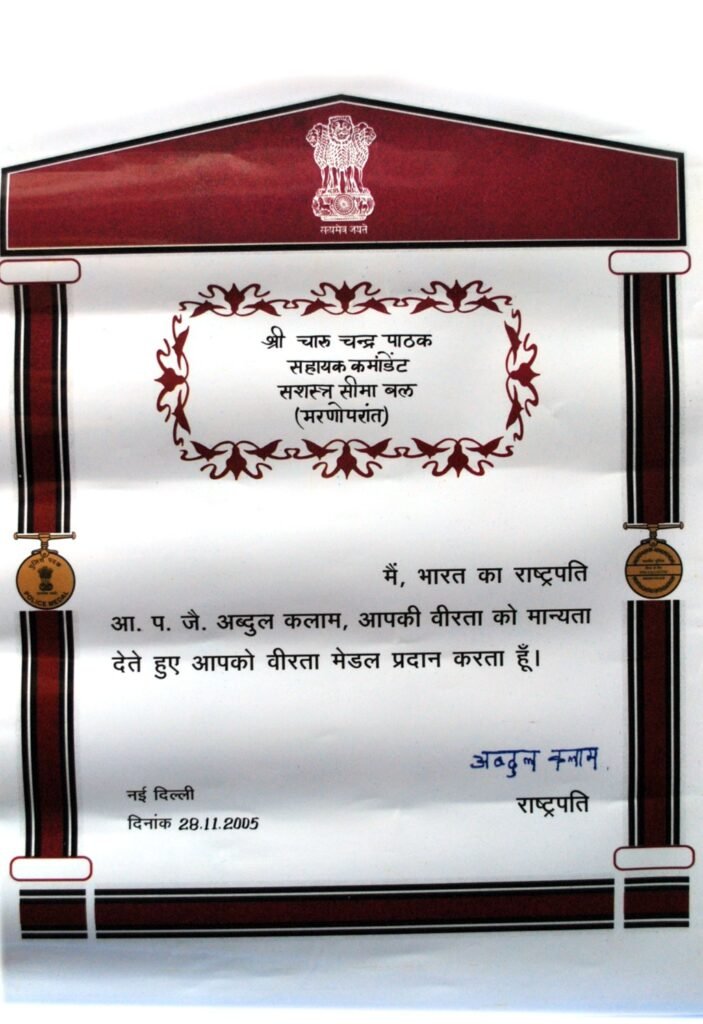 सत्यमेव जयते
श्री चारु चन्द्र पाठक
सहायक कमांडेंट
सशस्त्र सीमा बल
(मरणोपरांत)
POLICE MEDAL
मैं, भारत का राष्ट्रपति
आ. प. जै. अब्दुल कलाम, आपकी वीरता को मान्यता
देते हुए आपको वीरता मेडल प्रदान करता हूँ।
अब्दुल कलाम
राष्ट्रपति
नई दिल्ली
दिनांक 28.11.2005